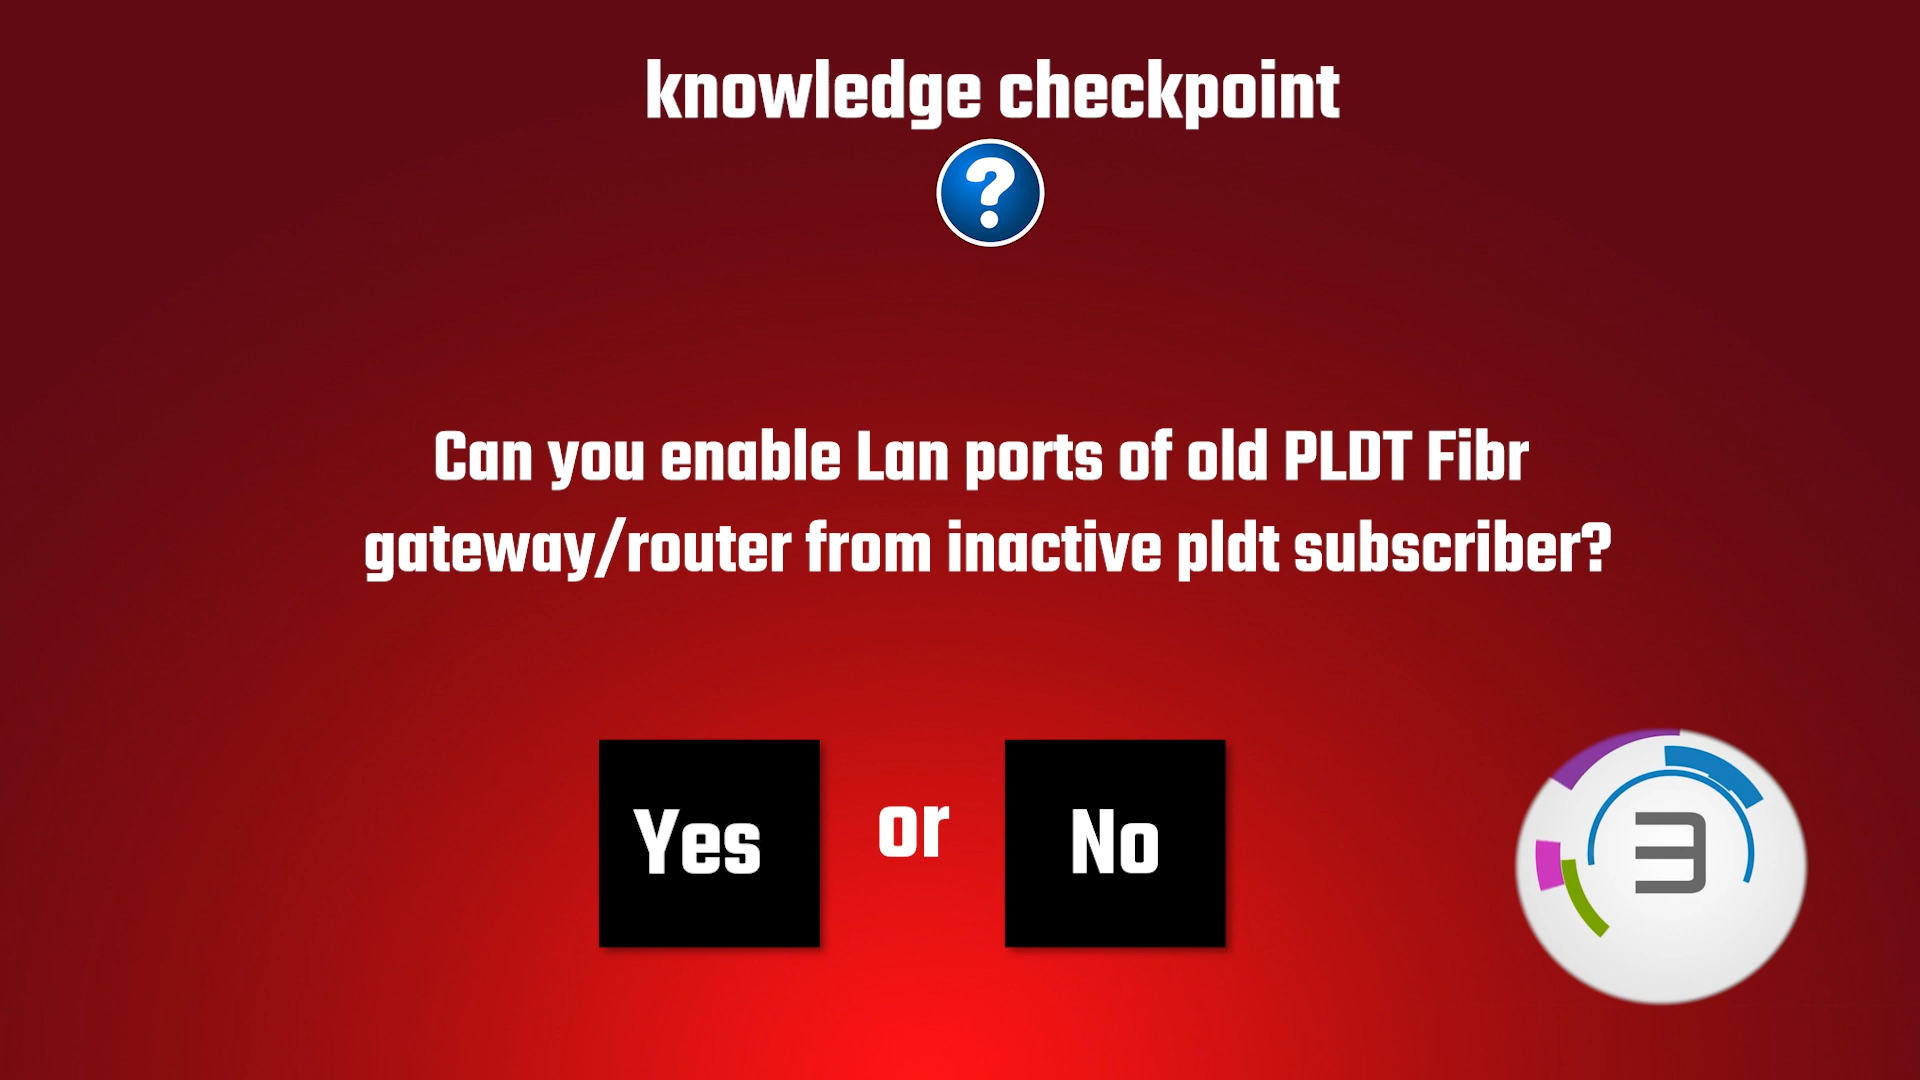 knowledge checkpoint
?
Can you enable Lan ports of old PLDT Fibr
gateway/router from inactive pldt subscriber?
Yes or No
3